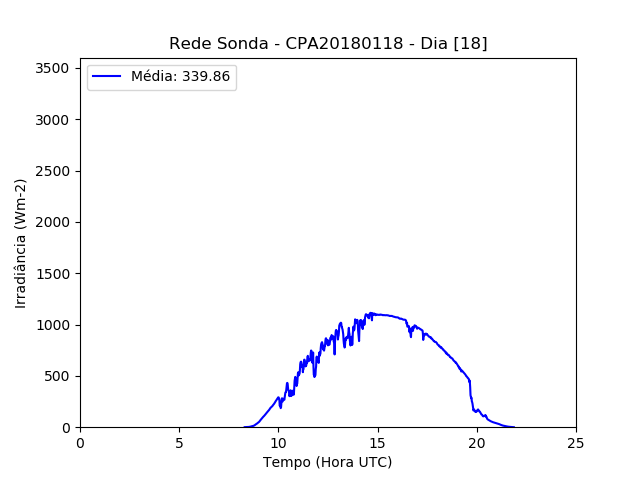 Rede Sonda - CPA20180118 - Dia [18]
Média: 339.86
Irradiância (Wm-2)
3500
3000
2500
2000
1500
1000
500
0
0 5 10 15 20 25
Tempo (Hora UTC)